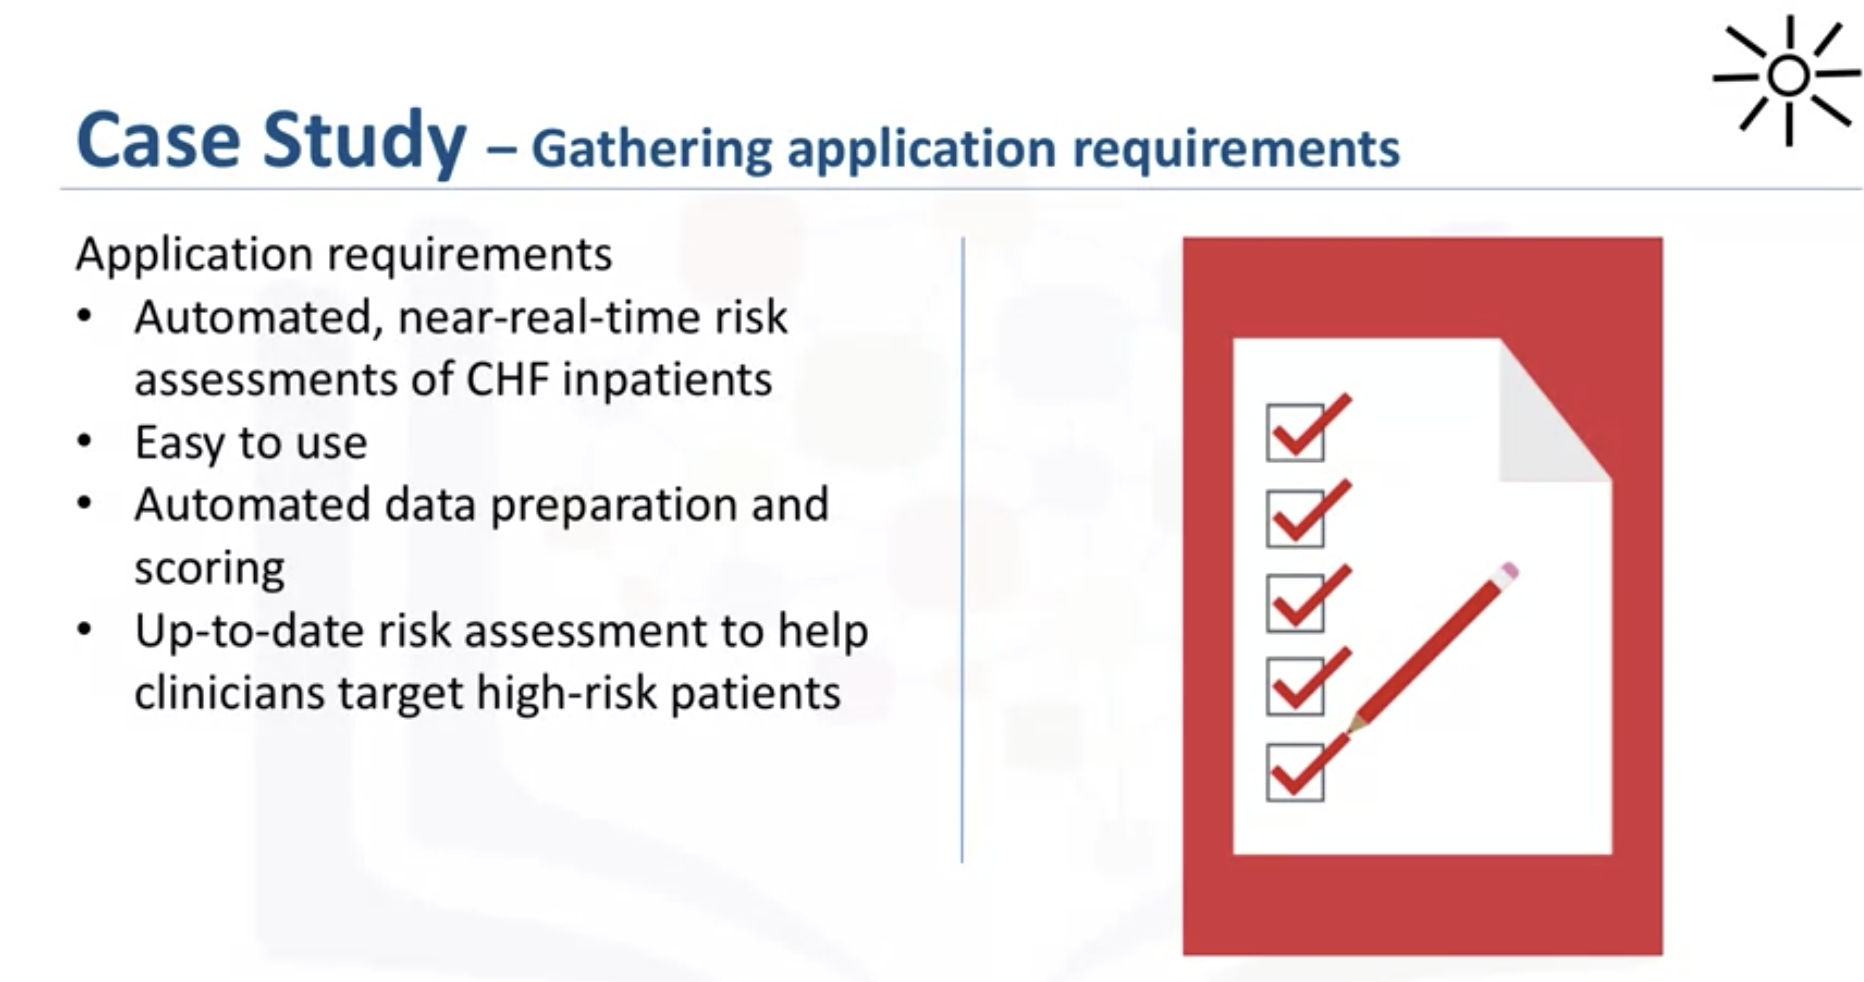 Case Study – Gathering application requirements
Application requirements
• Automated, near-real-time risk
assessments of CHF inpatients
• Easy to use
• Automated data preparation and
scoring
• Up-to-date risk assessment to help
clinicians target high-risk patients